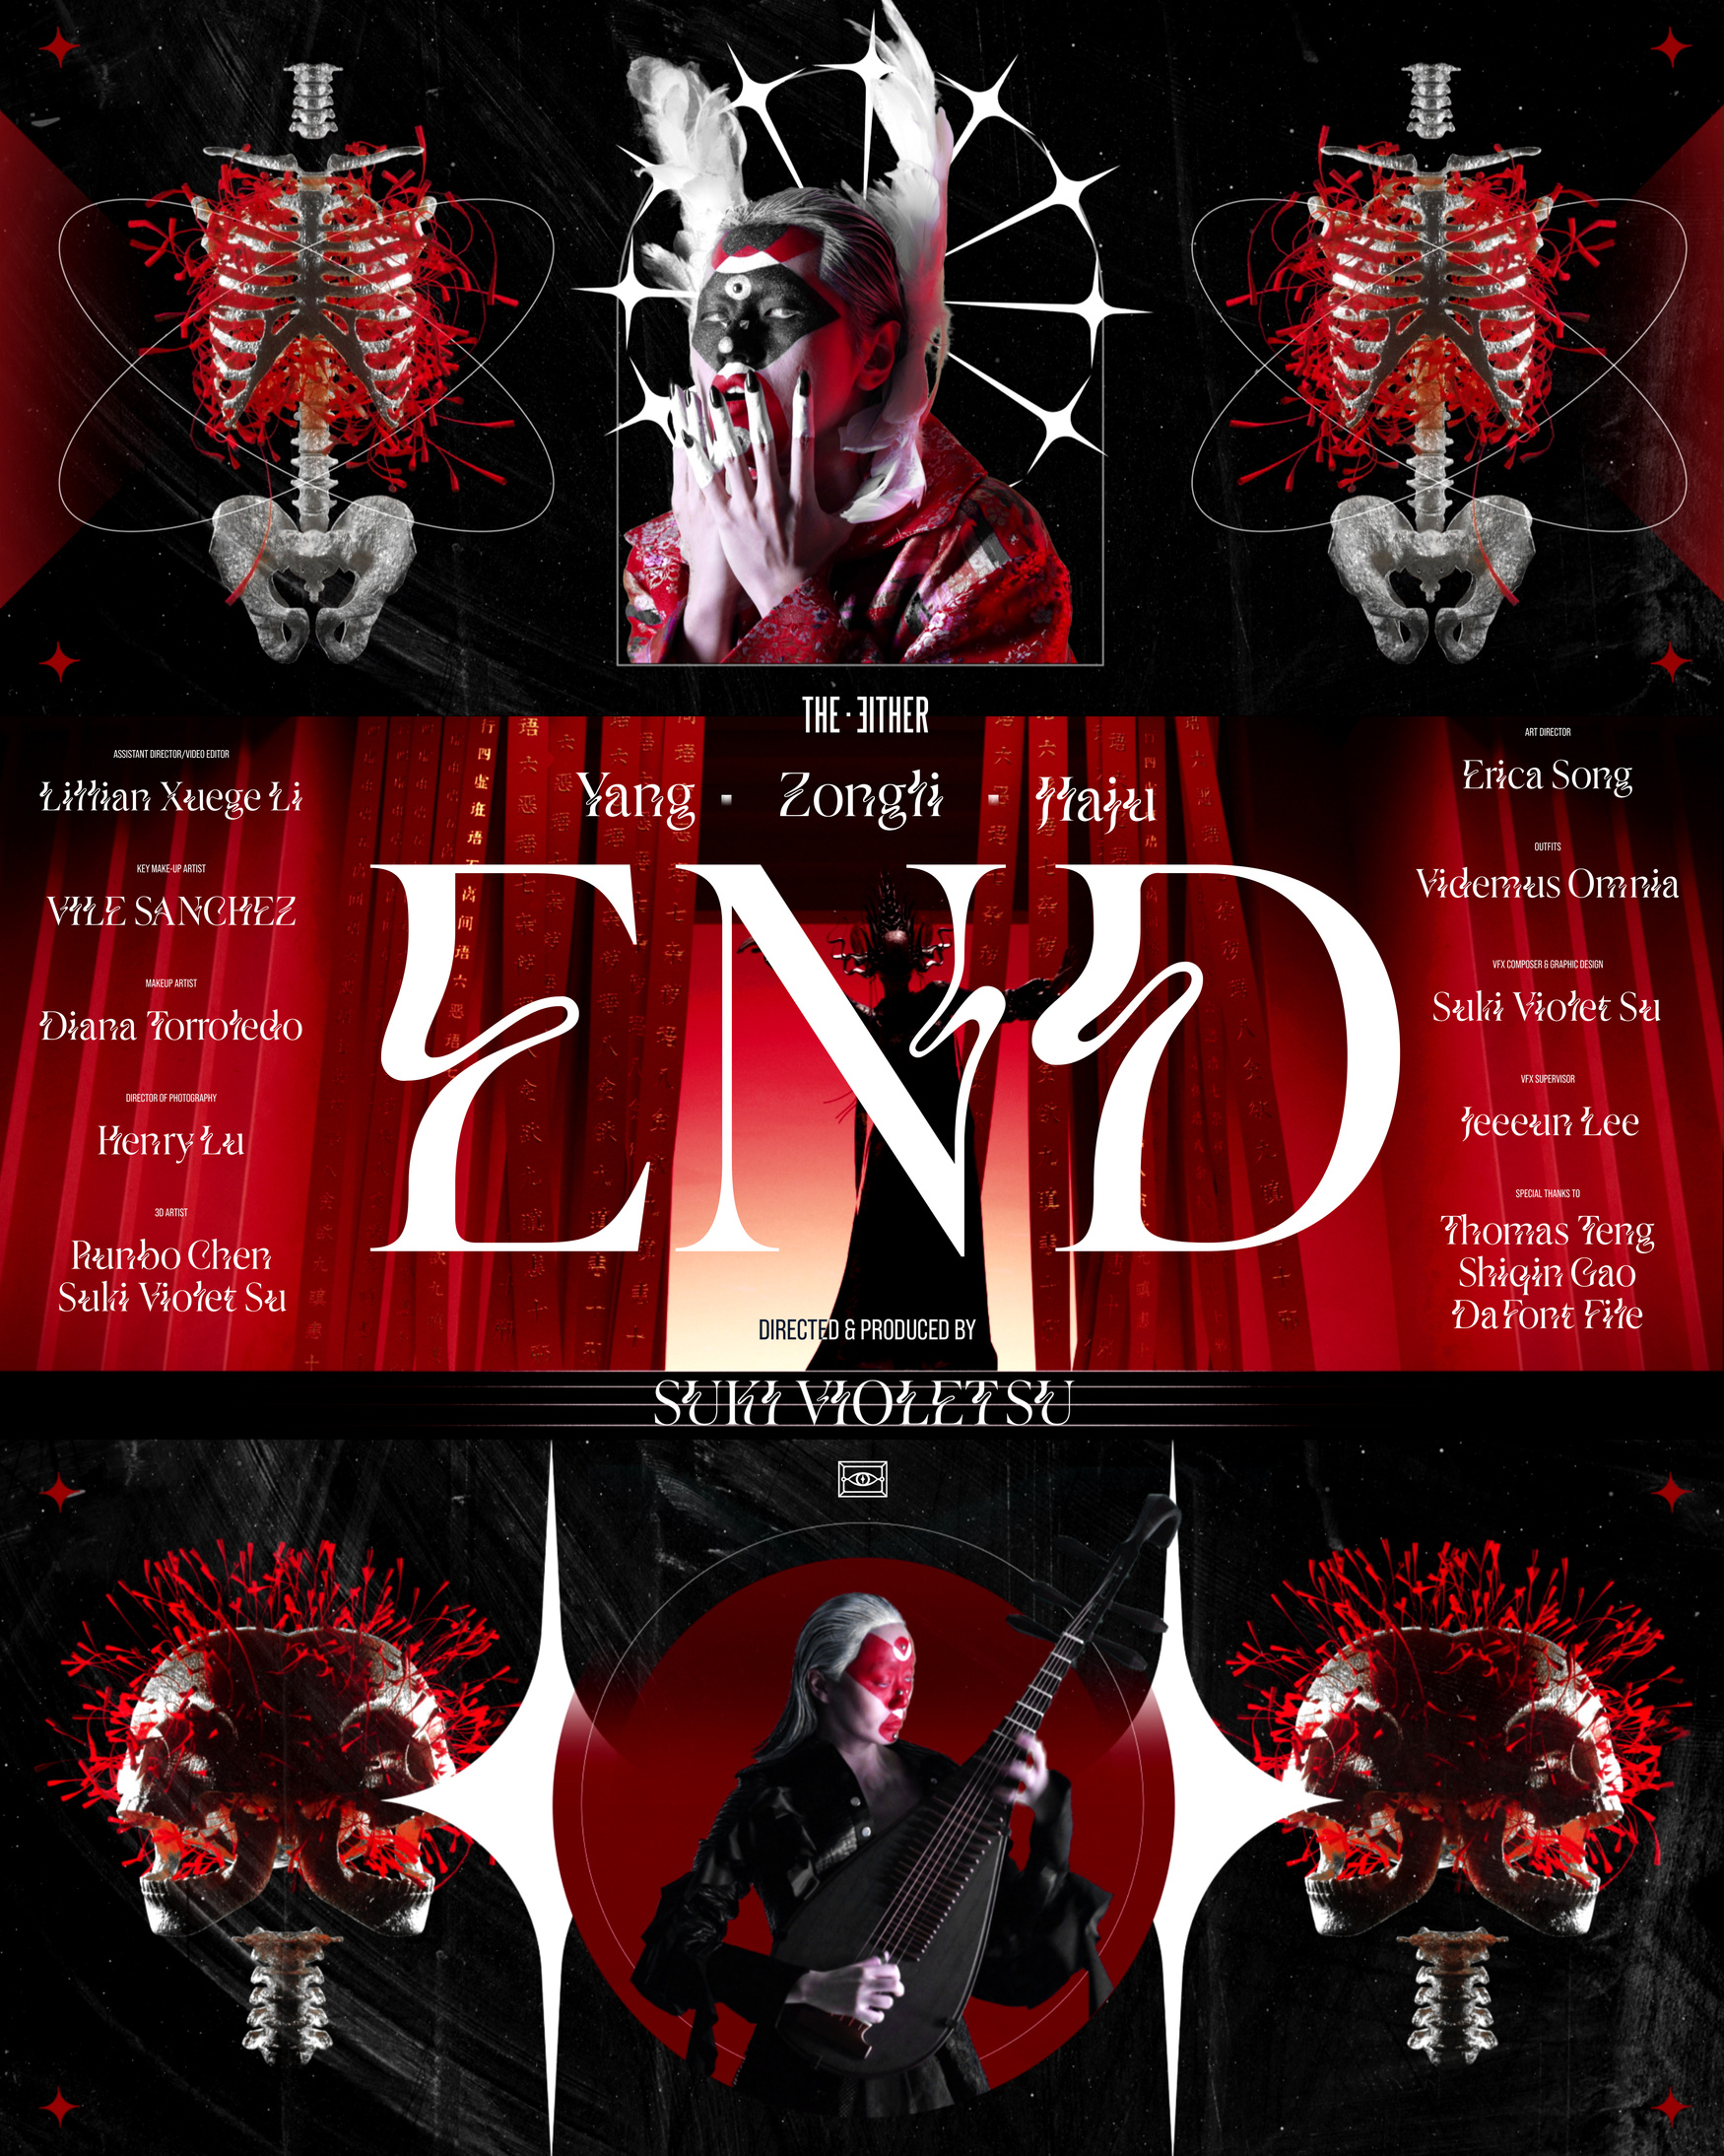 THE · EITHER
Yang · Zongli · Haju
END
DIRECTED & PRODUCED BY
SUKI VIOLET SU
ASSISTANT DIRECTOR/VIDEO EDITOR
Lillian Xuege Li
KEY MAKE-UP ARTIST
VILE SANCHEZ
MAKEUP ARTIST
Diana Torroledo
DIRECTOR OF PHOTOGRAPHY
Henry Lu
3D ARTIST
Runbo Chen
Suki Violet Su
ART DIRECTOR
Erica Song
OUTFITS
Videmus Omnia
VFX COMPOSER & GRAPHIC DESIGN
Suki Violet Su
VFX SUPERVISOR
Jeeeun Lee
SPECIAL THANKS TO
Thomas Teng
Shiqin Gao
DaFont File